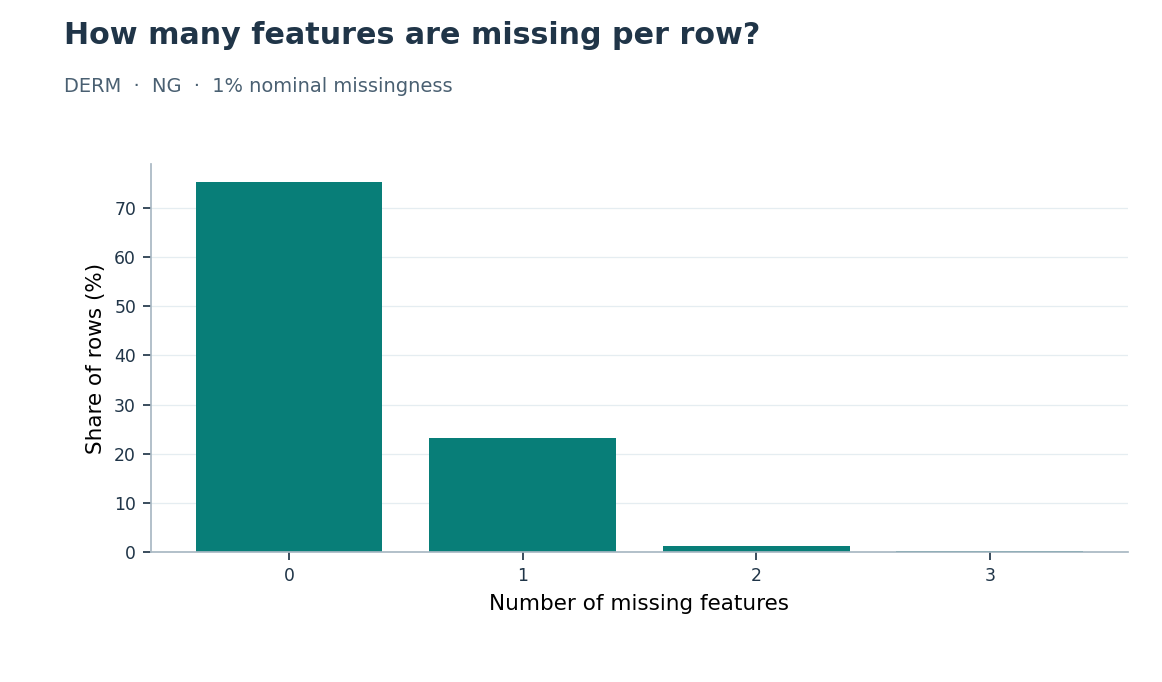 How many features are missing per row?
DERM · NG · 1% nominal missingness
Share of rows (%)
70
60
50
40
30
20
10
0
0 1 2 3
Number of missing features